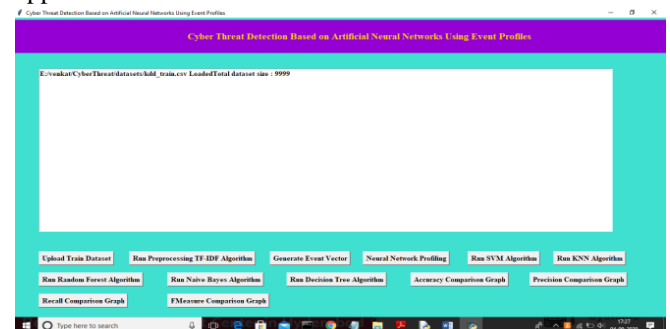 Cyber Threat Detection Based on Artificial Neural Networks Using Event Profiles
Cyber Threat Detection Based on Artificial Neural Networks Using Event Profiles
E:/venkat/CyberThreat/datasets/kdd_train.csv LoadedTotal dataset size : 9999
Upload Train Dataset Run Preprocessing TF-IDF Algorithm Generate Event Vector Neural Network Profiling Run SVM Algorithm Run KNN Algorithm
Run Random Forest Algorithm Run Naive Bayes Algorithm Run Decision Tree Algorithm Accuracy Comparison Graph Precision Comparison Graph
Recall Comparison Graph FMeasure Comparison Graph
Type here to search
17:27